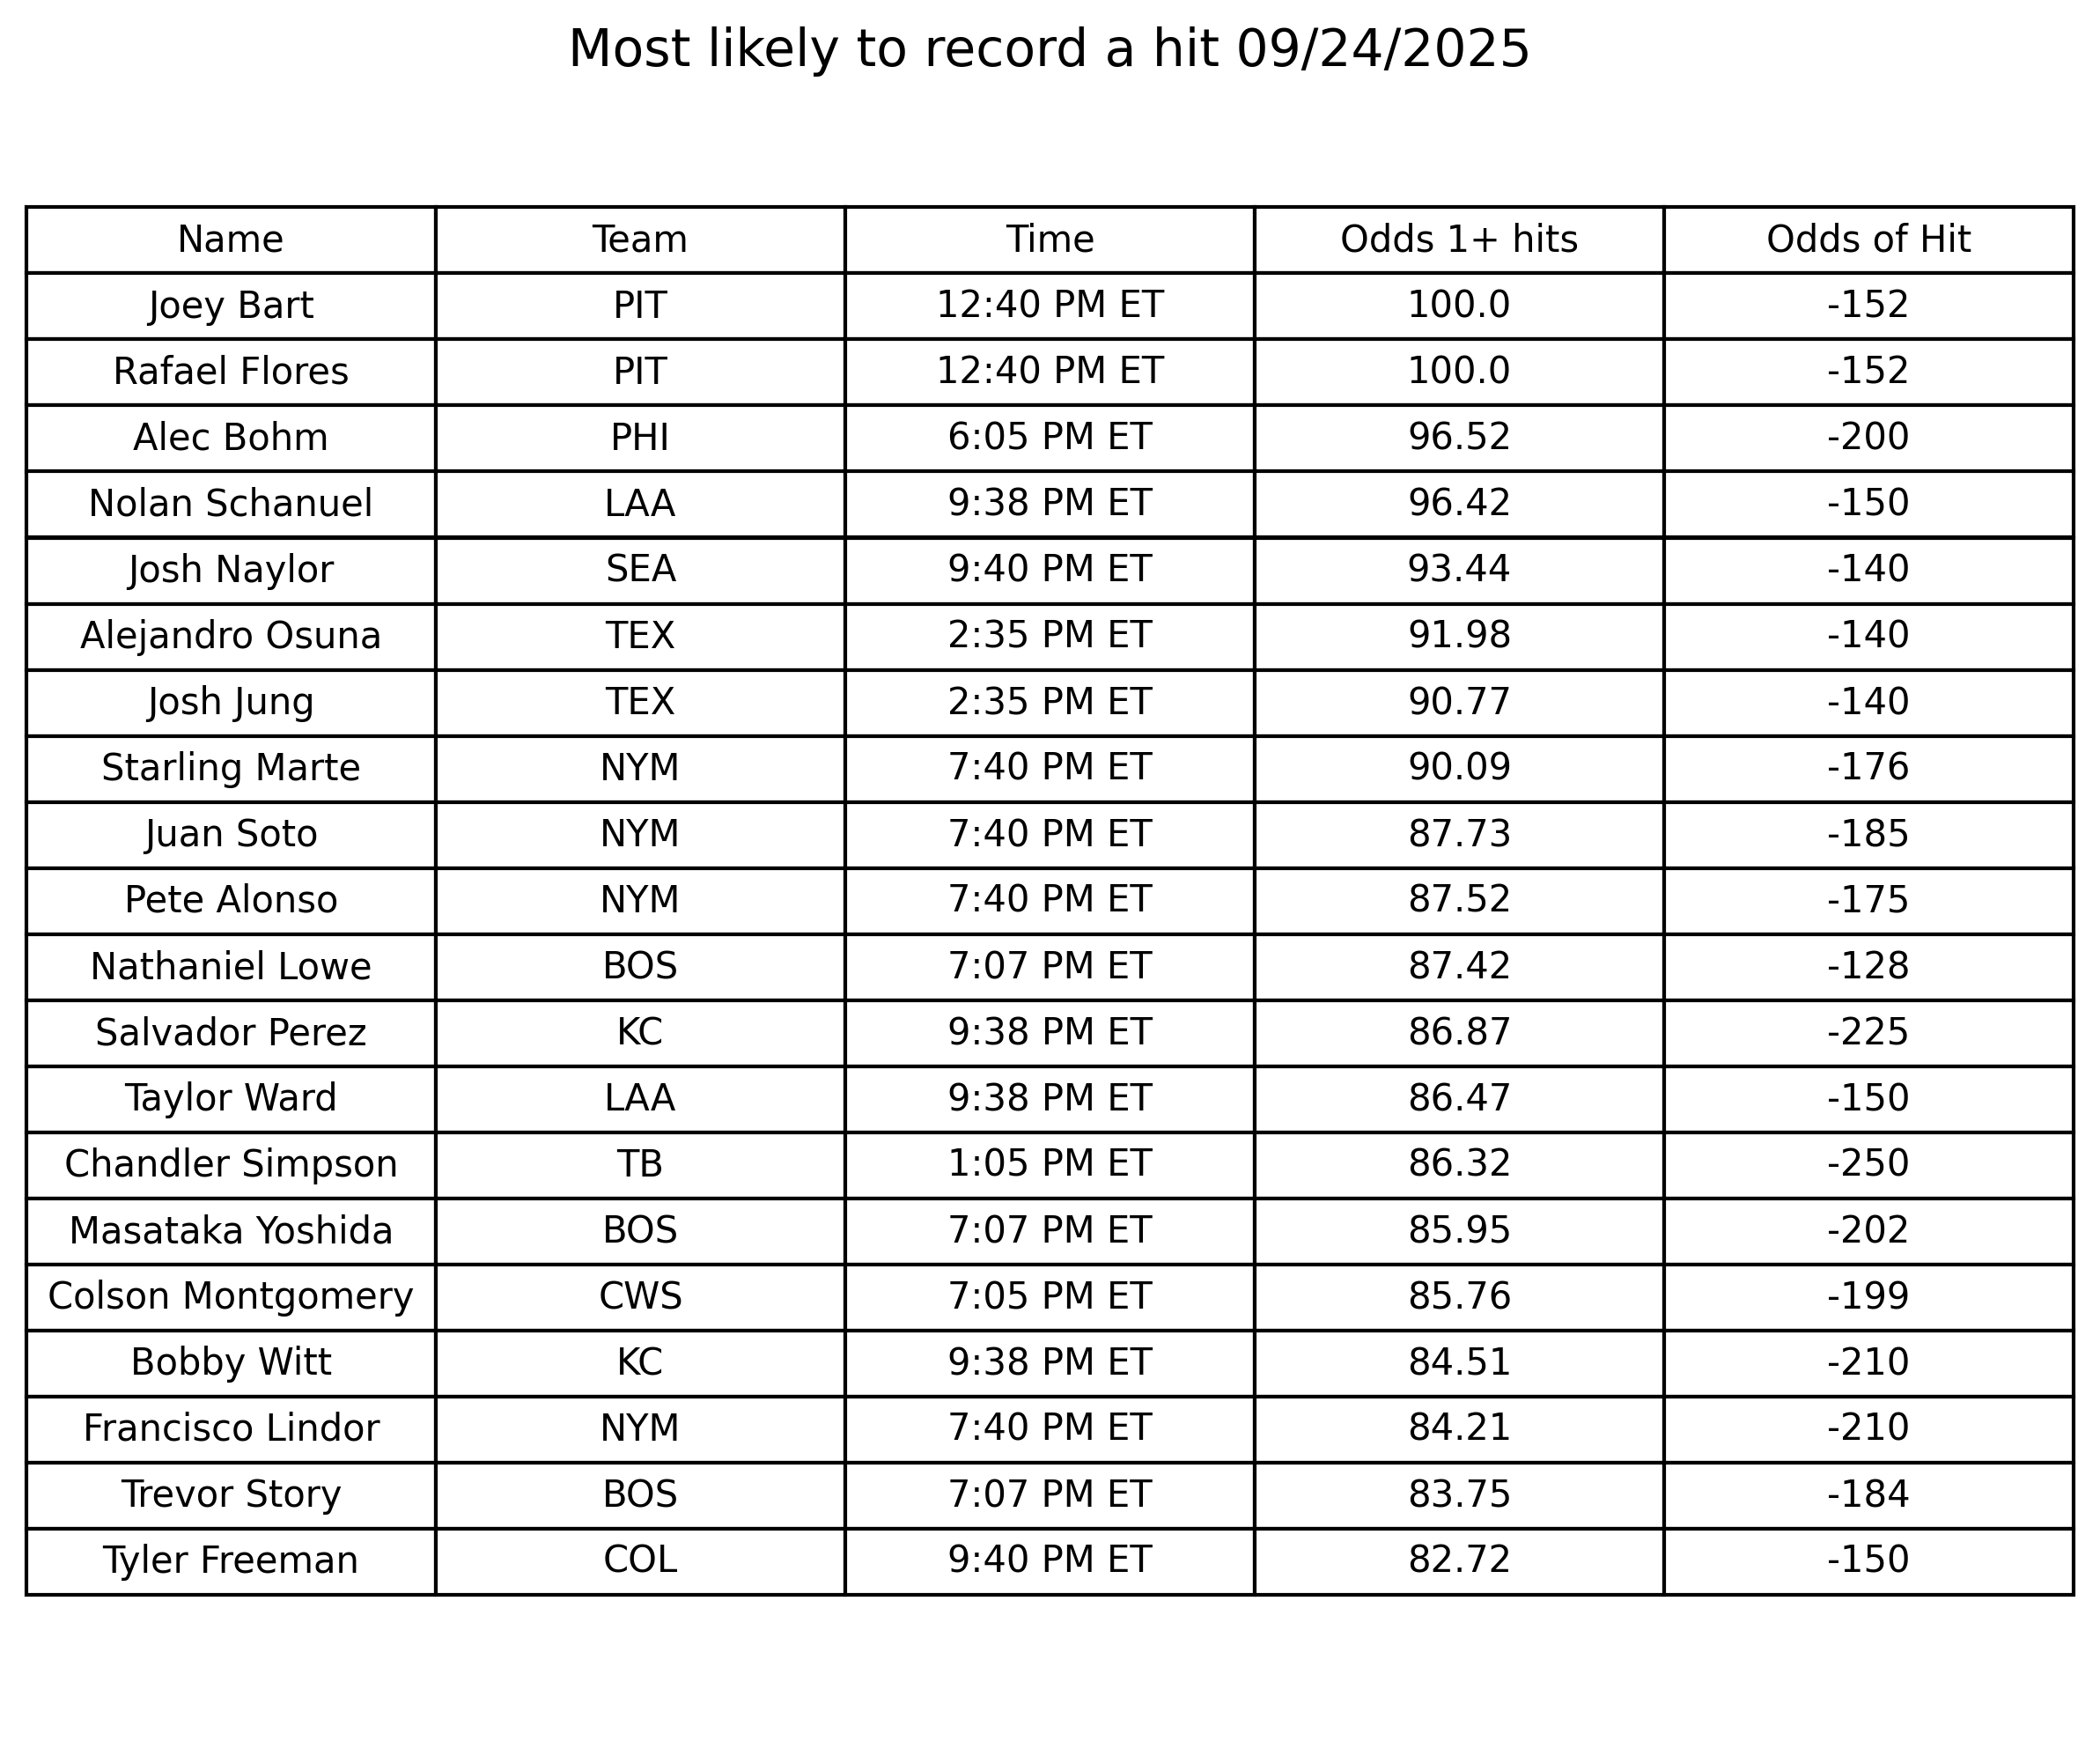 Most likely to record a hit 09/24/2025
Name Team Time Odds 1+ hits Odds of Hit
Joey Bart PIT 12:40 PM ET 100.0 -152
Rafael Flores PIT 12:40 PM ET 100.0 -152
Alec Bohm PHI 6:05 PM ET 96.52 -200
Nolan Schanuel LAA 9:38 PM ET 96.42 -150
Josh Naylor SEA 9:40 PM ET 93.44 -140
Alejandro Osuna TEX 2:35 PM ET 91.98 -140
Josh Jung TEX 2:35 PM ET 90.77 -140
Starling Marte NYM 7:40 PM ET 90.09 -176
Juan Soto NYM 7:40 PM ET 87.73 -185
Pete Alonso NYM 7:40 PM ET 87.52 -175
Nathaniel Lowe BOS 7:07 PM ET 87.42 -128
Salvador Perez KC 9:38 PM ET 86.87 -225
Taylor Ward LAA 9:38 PM ET 86.47 -150
Chandler Simpson TB 1:05 PM ET 86.32 -250
Masataka Yoshida BOS 7:07 PM ET 85.95 -202
Colson Montgomery CWS 7:05 PM ET 85.76 -199
Bobby Witt KC 9:38 PM ET 84.51 -210
Francisco Lindor NYM 7:40 PM ET 84.21 -210
Trevor Story BOS 7:07 PM ET 83.75 -184
Tyler Freeman COL 9:40 PM ET 82.72 -150